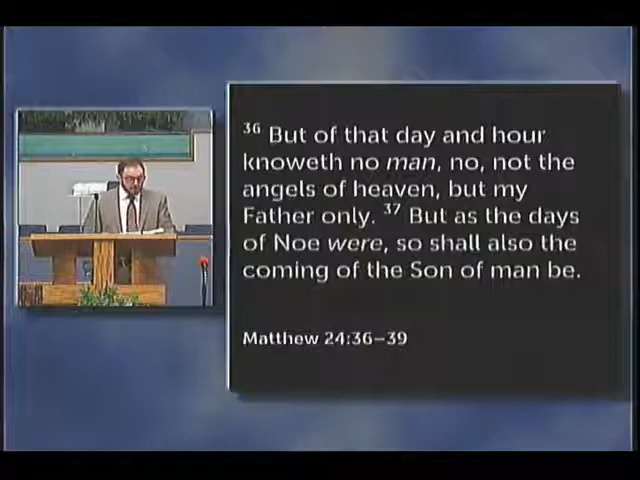 36 But of that day and hour
knoweth no man, no, not the
angels of heaven, but my
Father only. 37 But as the days
of Noe were, so shall also the
coming of the Son of man be.
Matthew 24:36–39